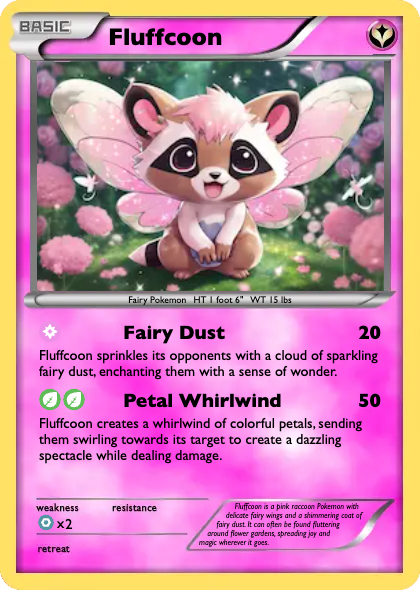 BASIC
Fluffcoon
Fairy Pokemon HT 1 foot 6" WT 15 lbs
Fairy Dust 20
Fluffcoon sprinkles its opponents with a cloud of sparkling
fairy dust, enchanting them with a sense of wonder.
Petal Whirlwind 50
Fluffcoon creates a whirlwind of colorful petals, sending
them swirling towards its target to create a dazzling
spectacle while dealing damage.
weakness resistance
x2
retreat
Fluffcoon is a pink raccoon Pokemon with
delicate fairy wings and a shimmering coat of
fairy dust. It can often be found fluttering
around flower gardens, spreading joy and
magic wherever it goes.